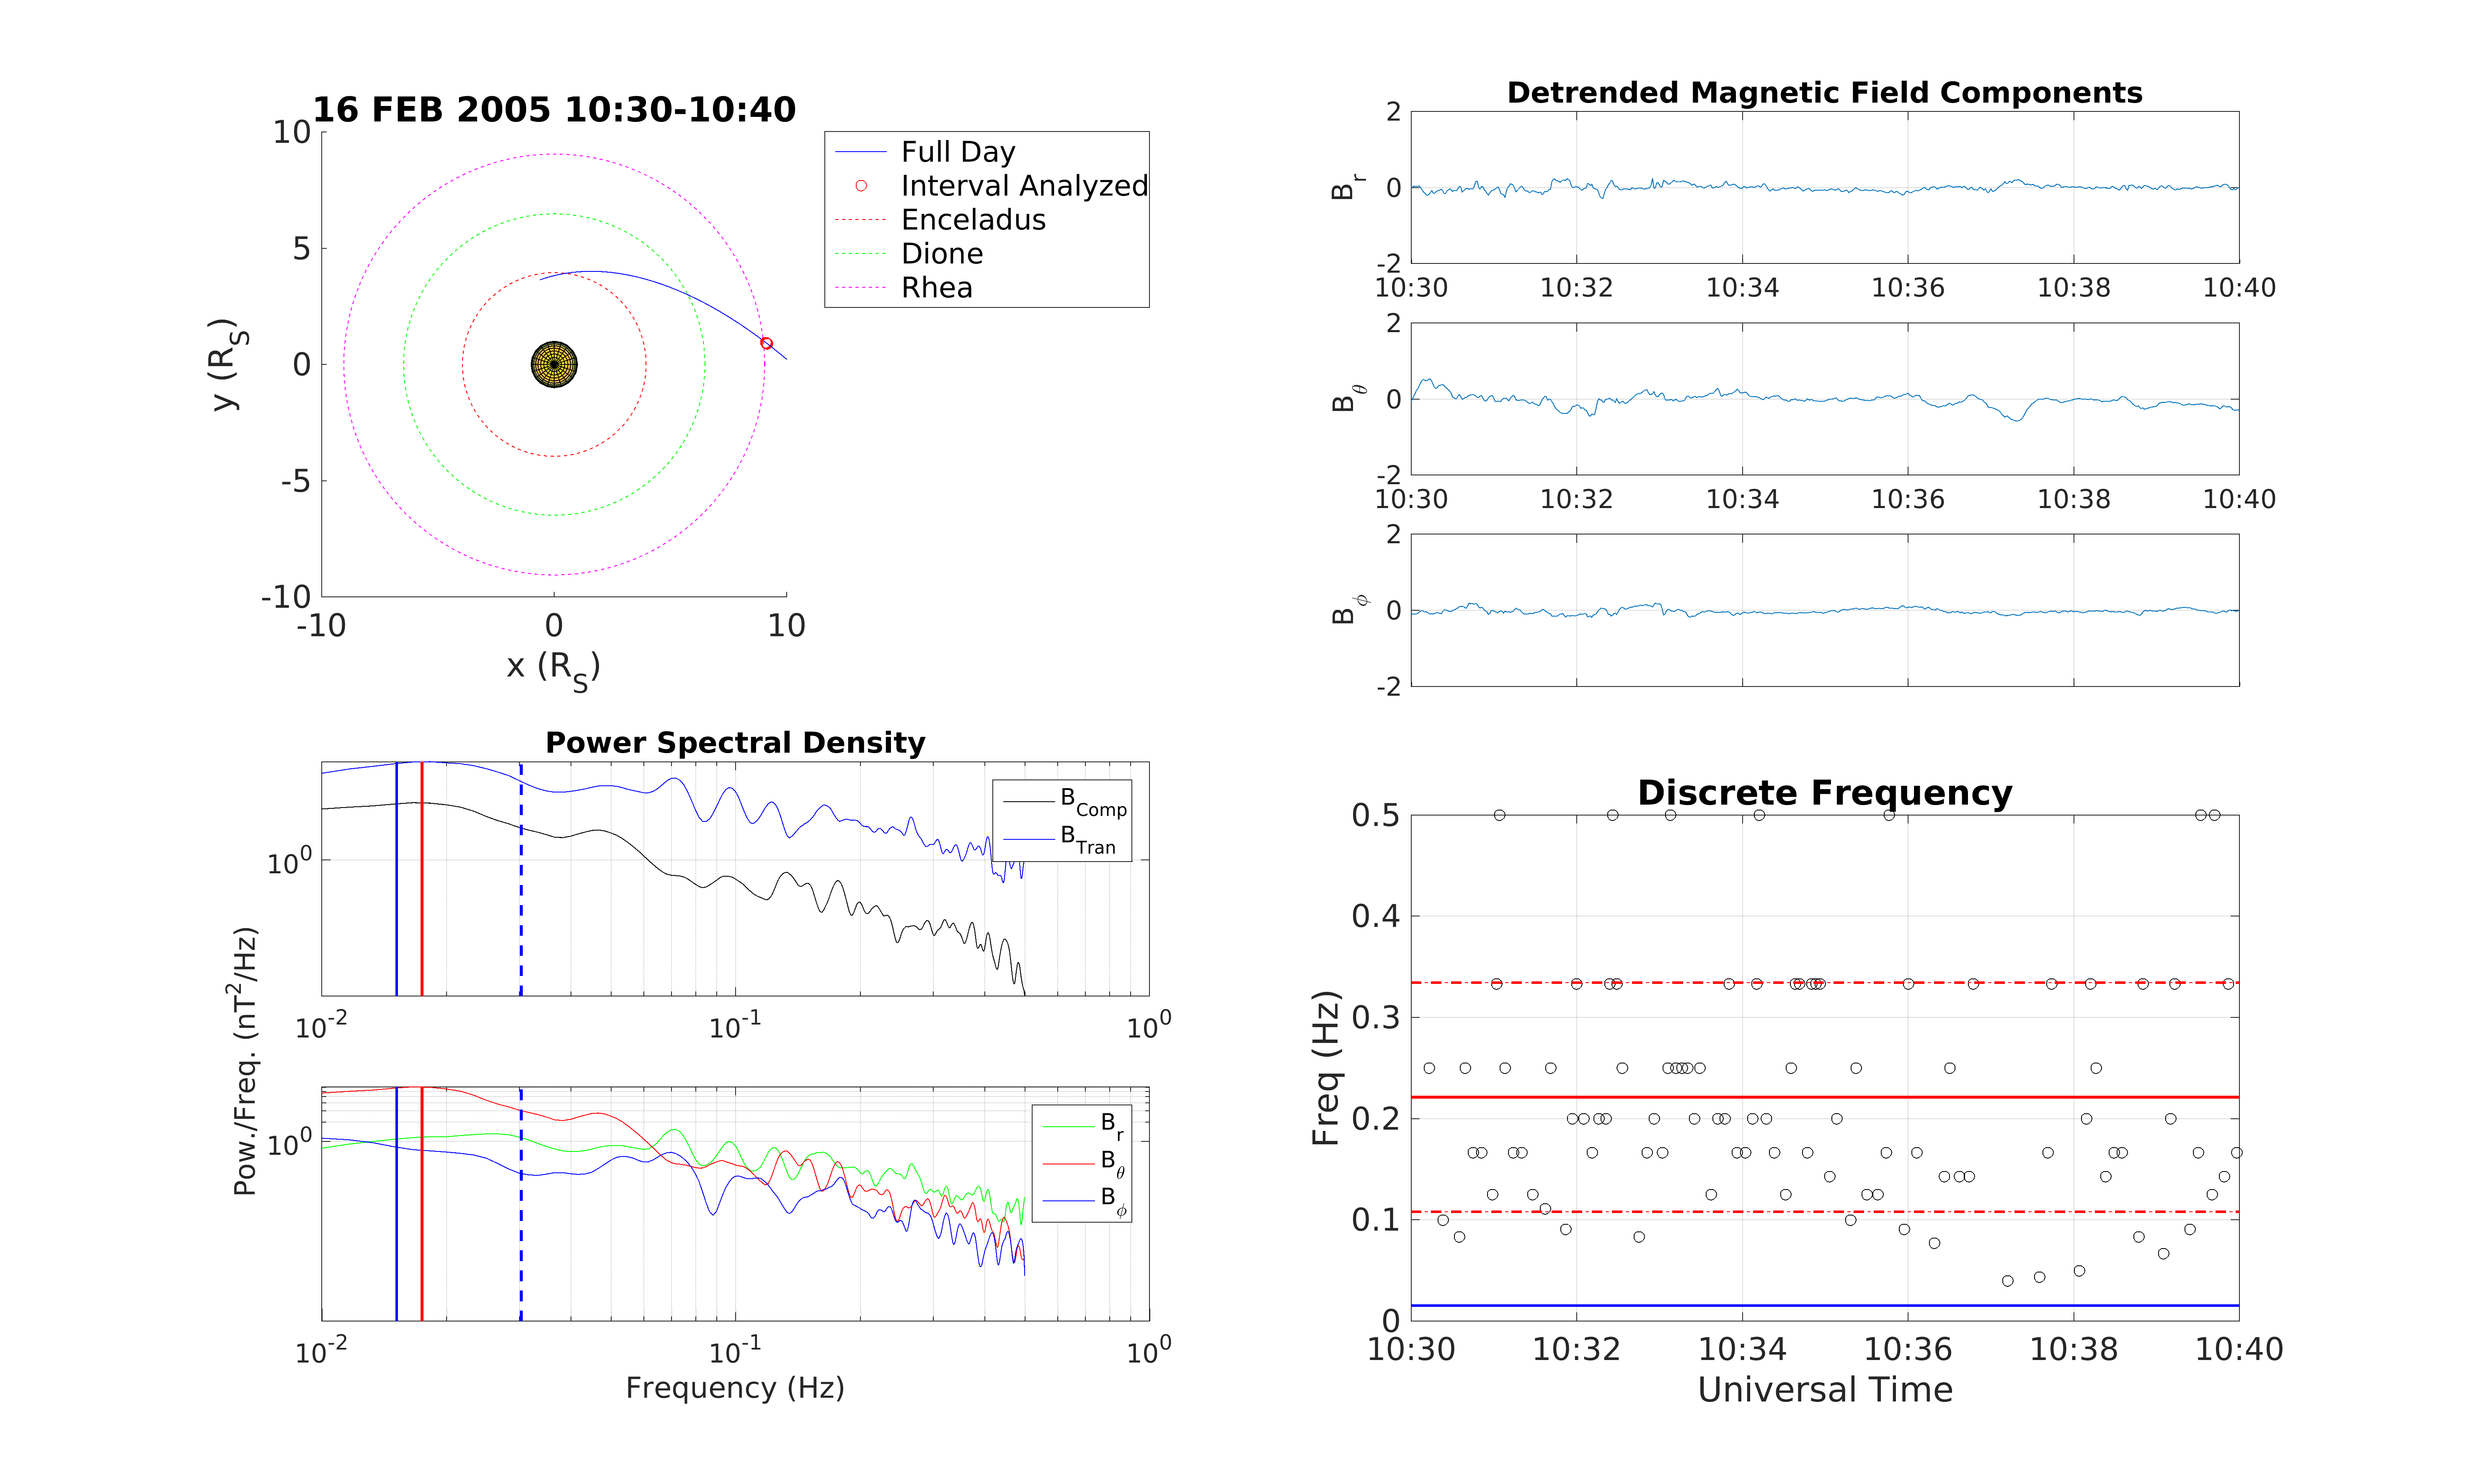 16 FEB 2005 10:30-10:40
10
5
0
-5
-10
-10 0 10
y (R_S)
x (R_S)
Full Day
Interval Analyzed
Enceladus
Dione
Rhea
Detrended Magnetic Field Components
2
0
-2
B_r
10:30 10:32 10:34 10:36 10:38 10:40
2
0
-2
B_θ
10:30 10:32 10:34 10:36 10:38 10:40
2
0
-2
B_ϕ
Power Spectral Density
10^0
10^-2 10^-1 10^0
B_Comp
B_Tran
Pow./Freq. (nT^2/Hz)
10^0
10^-2 10^-1 10^0
B_r
B_θ
B_ϕ
Frequency (Hz)
Discrete Frequency
0.5
0.4
0.3
0.2
0.1
0
Freq (Hz)
10:30 10:32 10:34 10:36 10:38 10:40
Universal Time